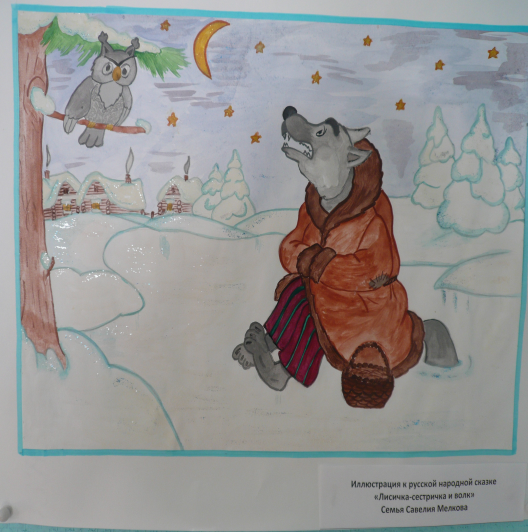 Иллюстрация к русской народной сказке
«Лисичка-сестричка и волк»
Семья Савелия Мелкова